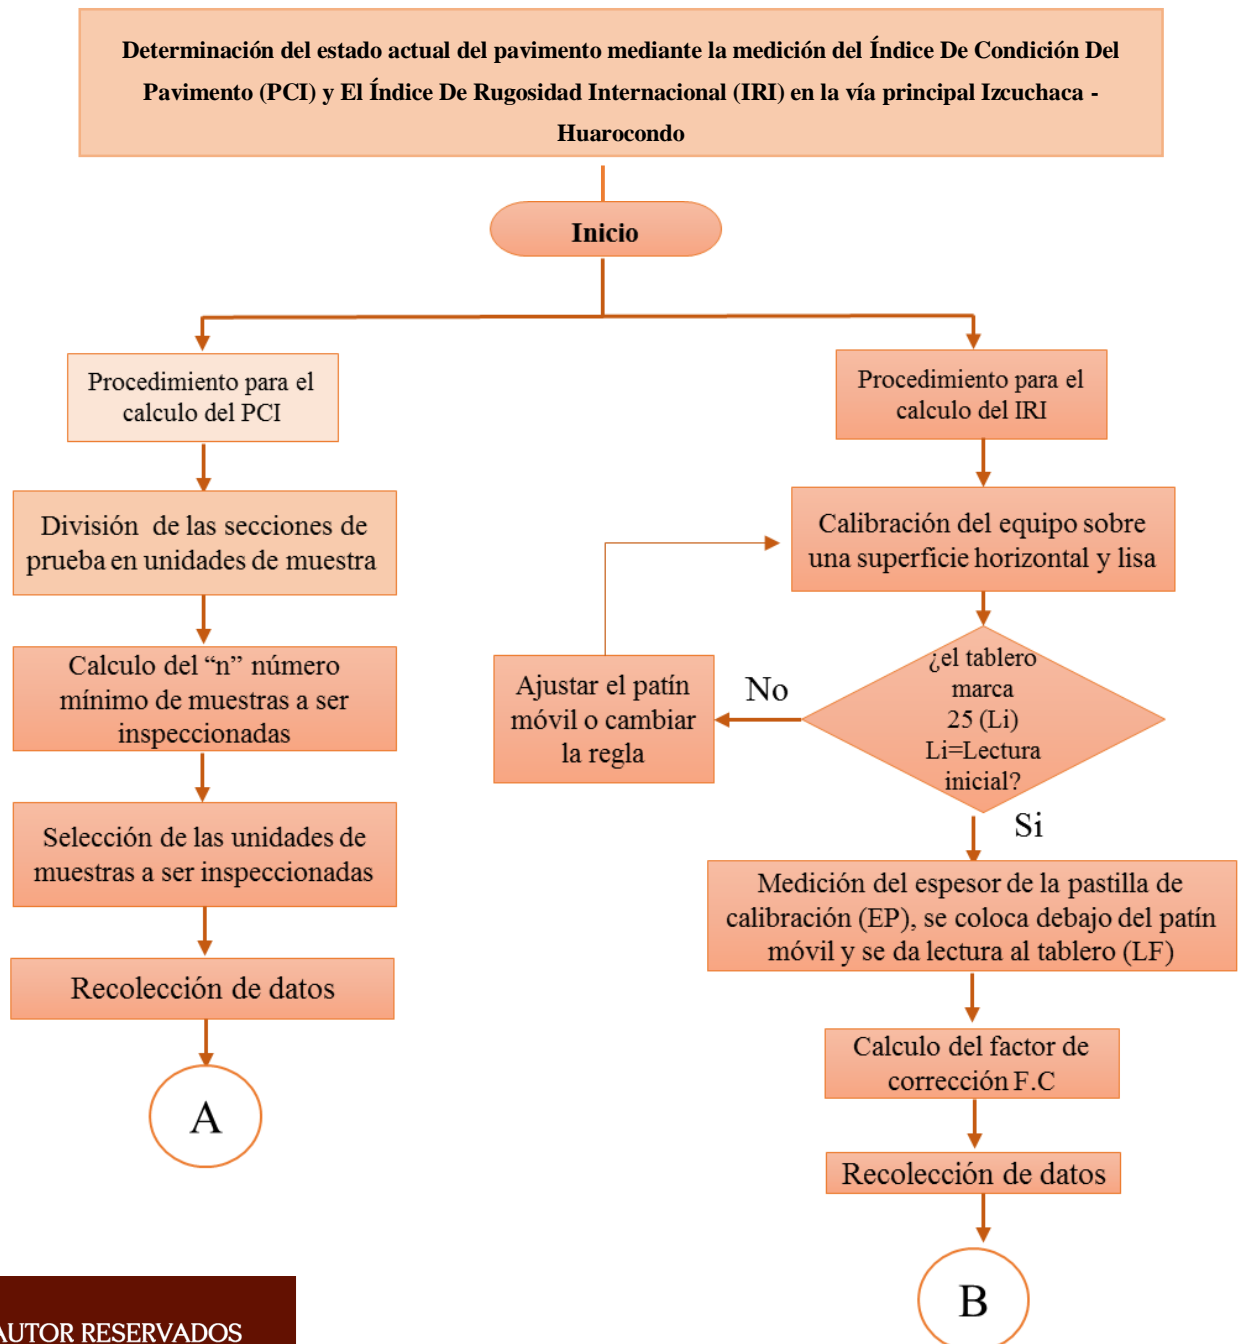 Determinación del estado actual del pavimento mediante la medición del Índice De Condición Del
Pavimento (PCI) y El Índice De Rugosidad Internacional (IRI) en la vía principal Izcuchaca -
Huarocondo
Inicio
Procedimiento para el
calculo del PCI
División de las secciones de
prueba en unidades de muestra
Calculo del “n” número
mínimo de muestras a ser
inspeccionadas
Selección de las unidades de
muestras a ser inspeccionadas
Recolección de datos
A
Procedimiento para el
calculo del IRI
Calibración del equipo sobre
una superficie horizontal y lisa
¿el tablero
marca
25 (Li)
Li=Lectura
inicial?
No
Ajustar el patín
móvil o cambiar
la regla
Si
Medición del espesor de la pastilla de
calibración (EP), se coloca debajo del patín
móvil y se da lectura al tablero (LF)
Calculo del factor de
corrección F.C
Recolección de datos
B
AUTOR RESERVADOS